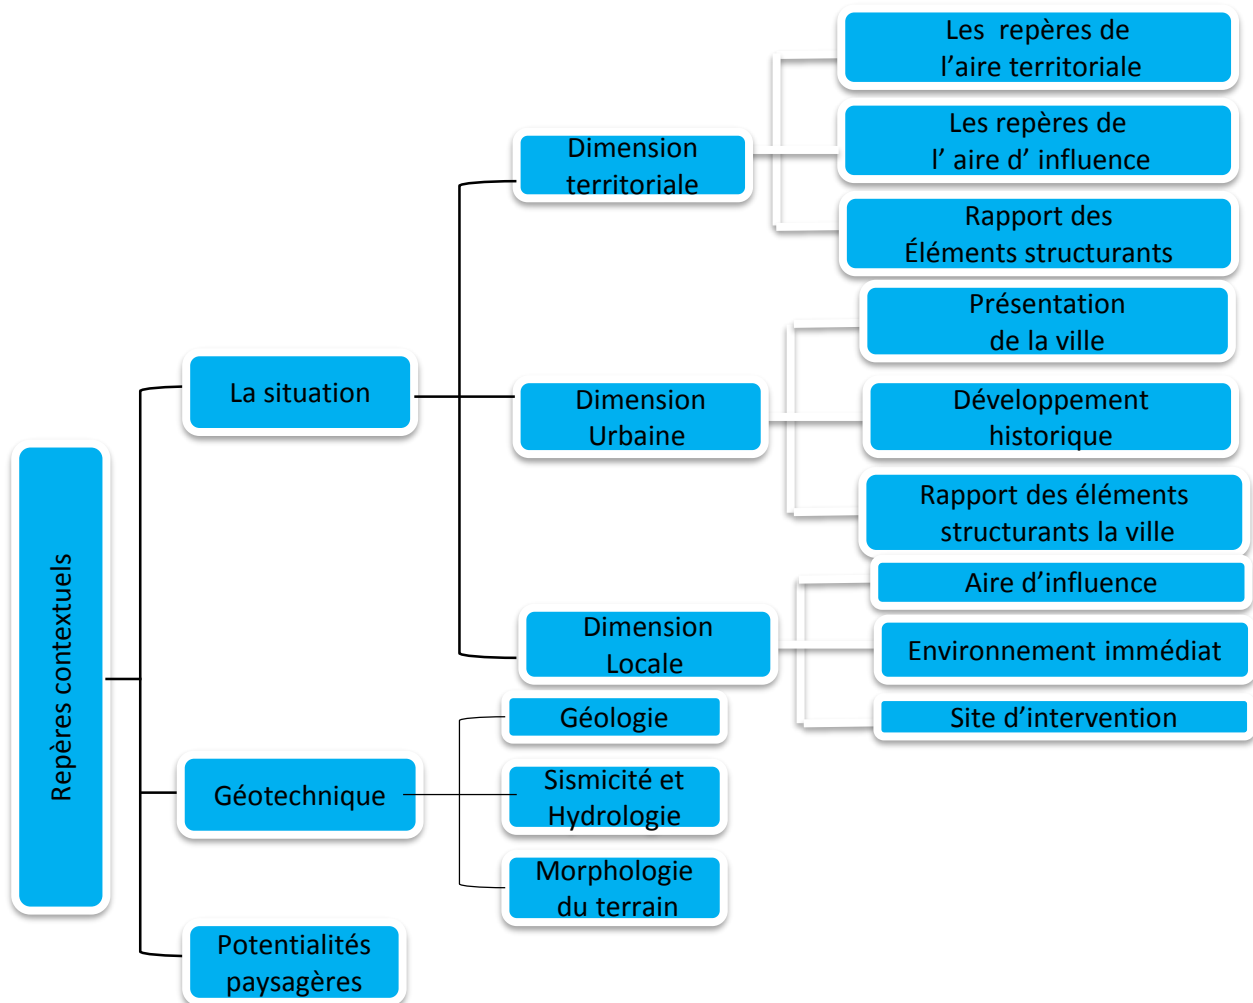 Les repères de
l’aire territoriale
Les repères de
l’ aire d’ influence
Rapport des
Éléments structurants
Dimension
territoriale
Présentation
de la ville
Développement
historique
Rapport des éléments
structurants la ville
Dimension
Urbaine
La situation
Aire d’influence
Environnement immédiat
Site d’intervention
Dimension
Locale
Repères contextuels
Géologie
Sismicité et
Hydrologie
Morphologie
du terrain
Géotechnique
Potentialités
paysagères